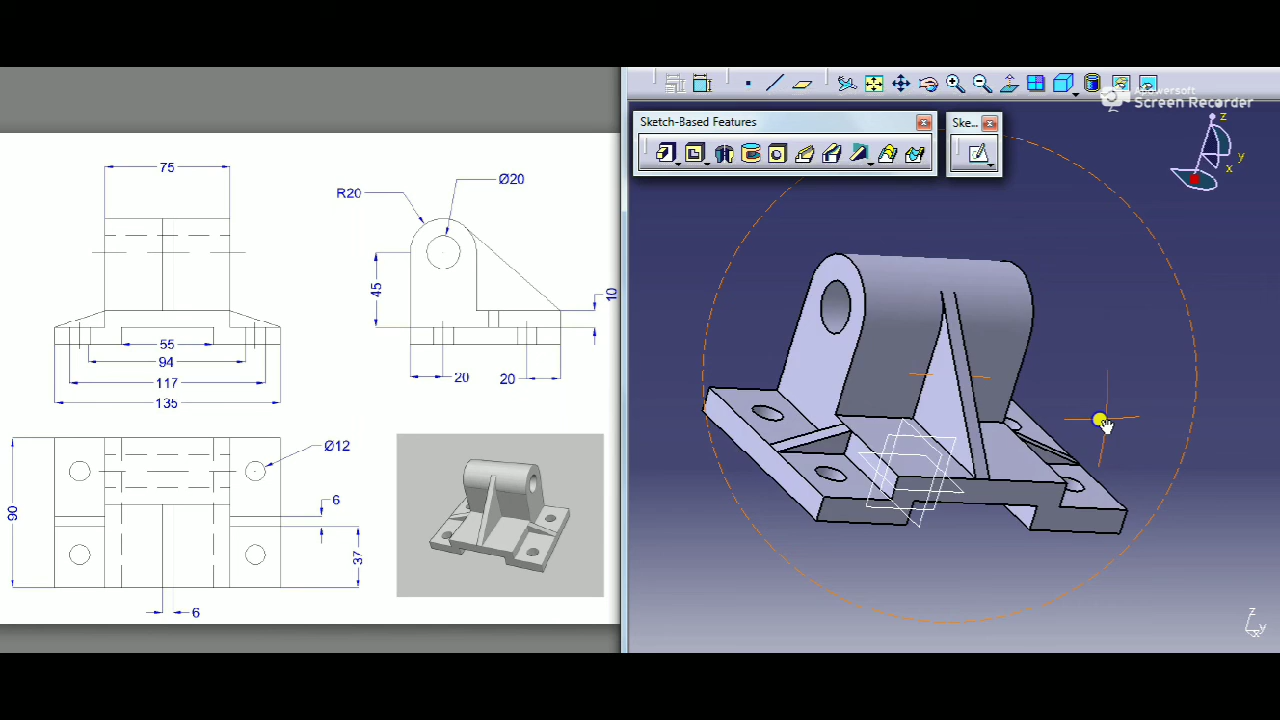 75
55
94
117
135
R20
Ø20
45
10
20
20
Ø12
6
90
37
6
Apowersoft
Screen Recorder
Sketch-Based Features
Ske...
z
y
x
z
y
x